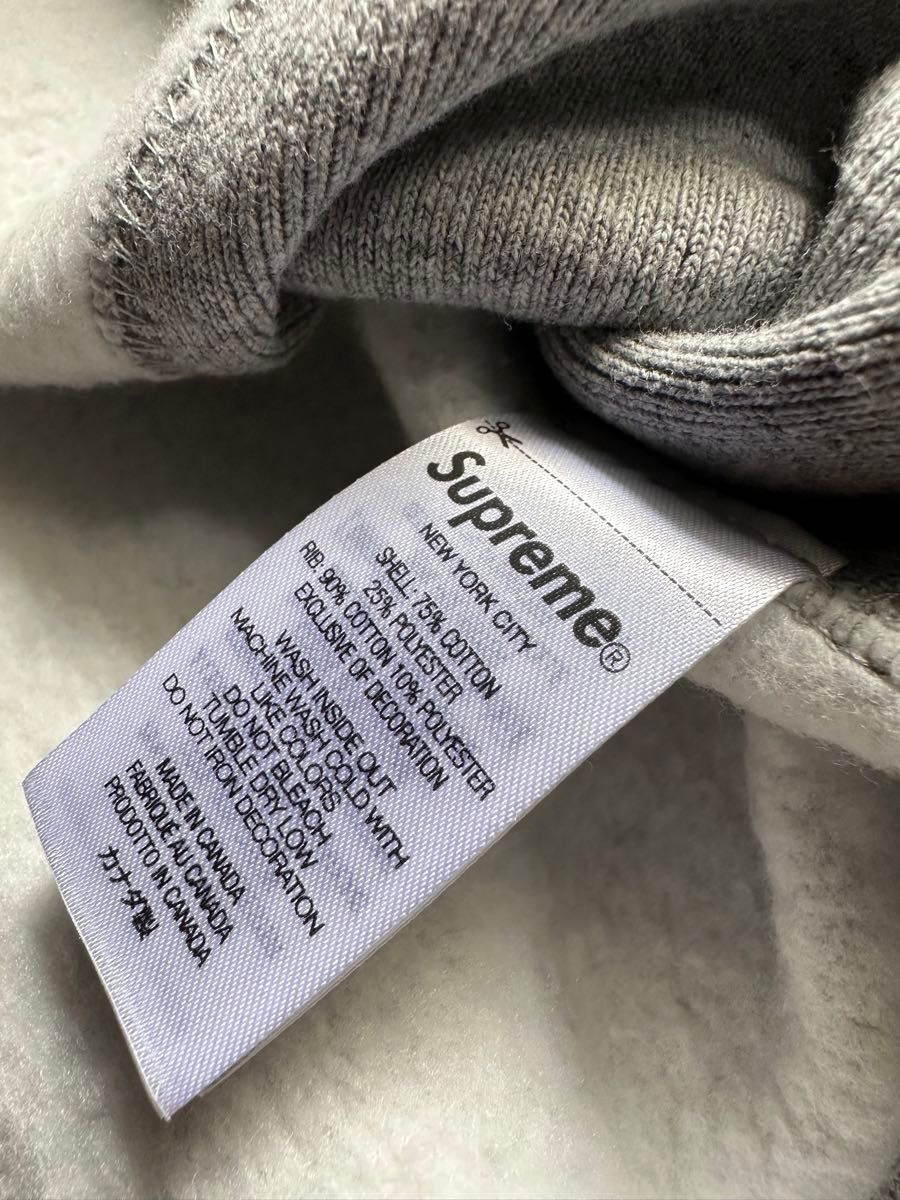 Supreme®
NEW YORK CITY
SHELL: 75% COTTON
25% POLYESTER
RIB 90% COTTON 10% POLYESTER
EXCLUSIVE OF DECORATION
WASH INSIDE OUT
MACHINE WASH COLD WITH
LIKE COLORS
DO NOT BLEACH
TUMBLE DRY LOW
DO NOT IRON DECORATION
MADE IN CANADA
FABRIQUE AU CANADA
PRODOTTO IN CANADA
カナダ製